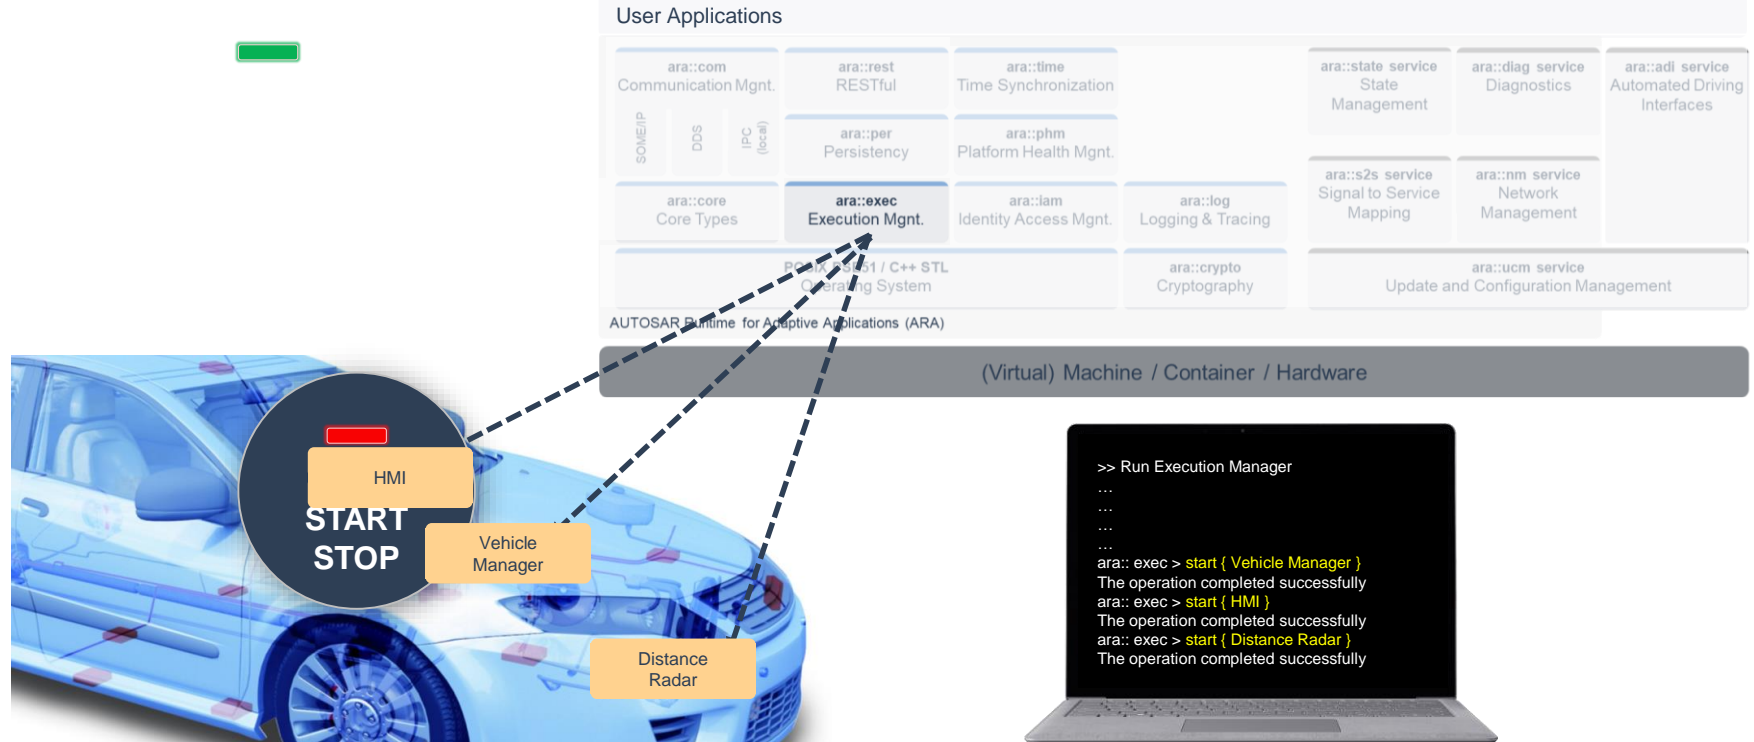 User Applications
ara::com
Communication Mgnt.
SOME/IP
DDS
IPC
(local)
ara::rest
RESTful
ara::time
Time Synchronization
ara::per
Persistency
ara::phm
Platform Health Mgnt.
ara::core
Core Types
ara::exec
Execution Mgnt.
ara::iam
Identity Access Mgnt.
ara::log
Logging & Tracing
POSIX PSE51 / C++ STL
Operating System
ara::crypto
Cryptography
ara::state service
State
Management
ara::diag service
Diagnostics
ara::adi service
Automated Driving
Interfaces
ara::s2s service
Signal to Service
Mapping
ara::nm service
Network
Management
ara::ucm service
Update and Configuration Management
AUTOSAR Runtime for Adaptive Applications (ARA)
(Virtual) Machine / Container / Hardware
HMI
START
STOP
Vehicle
Manager
Distance
Radar
>> Run Execution Manager
…
…
…
…
ara:: exec > start { Vehicle Manager }
The operation completed successfully
ara:: exec > start { HMI }
The operation completed successfully
ara:: exec > start { Distance Radar }
The operation completed successfully